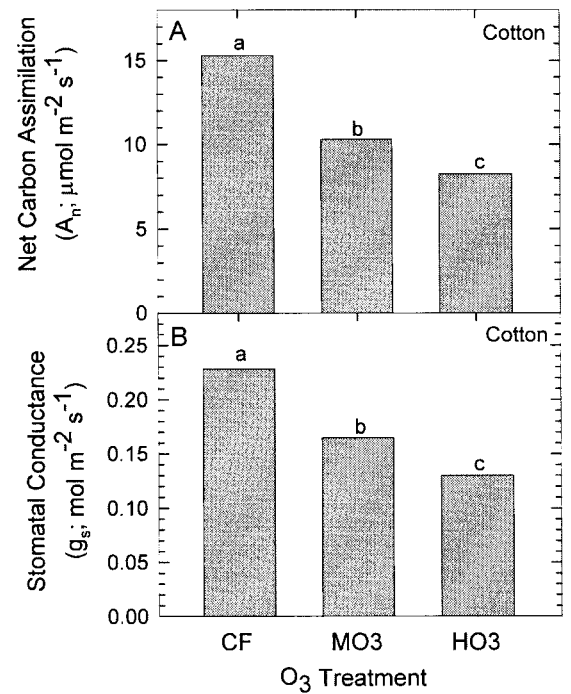 A
Cotton
a
b
c
Net Carbon Assimilation
(Aₙ; μmol m⁻² s⁻¹)
15
10
5
0
B
Cotton
a
b
c
Stomatal Conductance
(gₛ; mol m⁻² s⁻¹)
0.25
0.20
0.15
0.10
0.05
0.00
CF MO3 HO3
O₃ Treatment